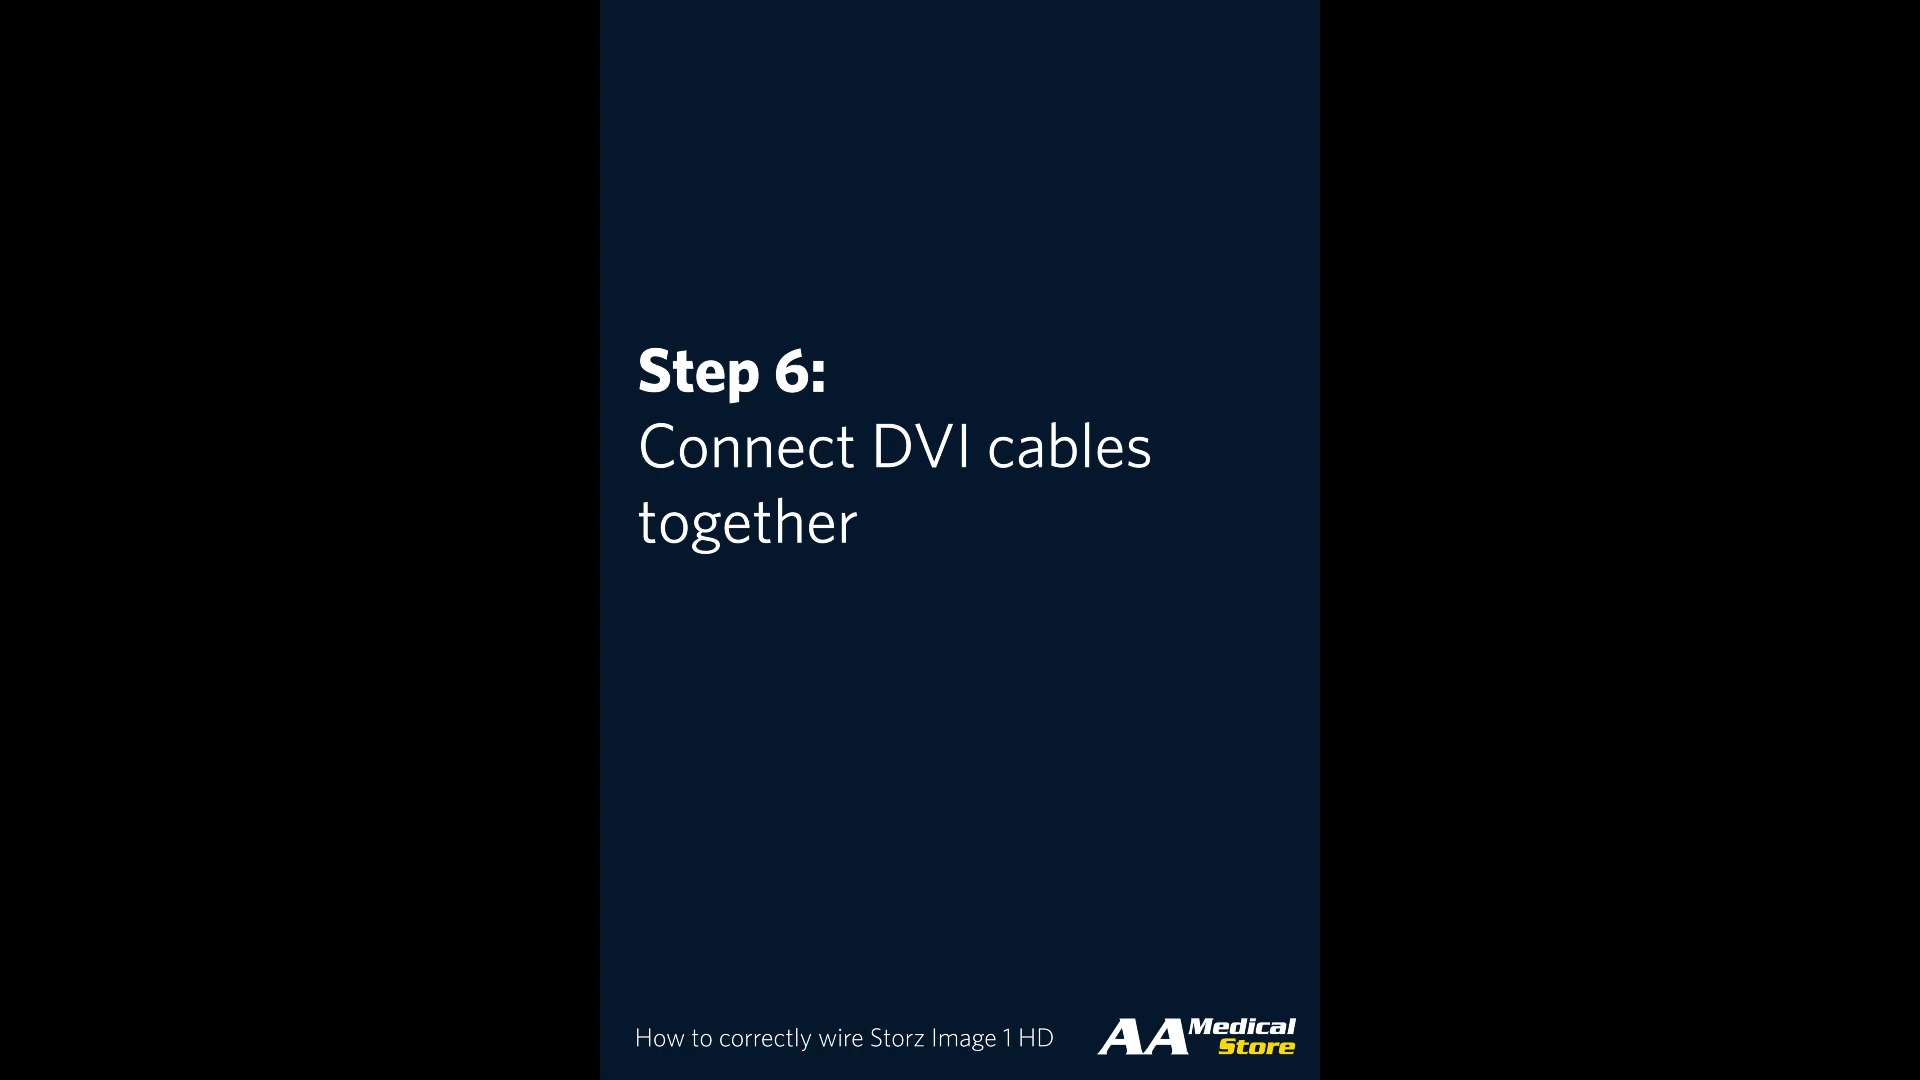 Step 6:
Connect DVI cables
together
How to correctly wire Storz Image 1 HD
AA Medical
Store